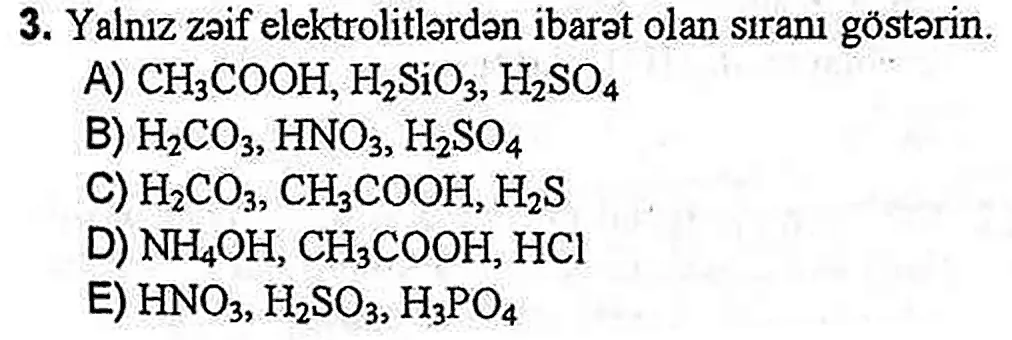 3. Yalnız zəif elektrolitlərdən ibarət olan sıranı göstərin.
A) CH₃COOH, H₂SiO₃, H₂SO₄
B) H₂CO₃, HNO₃, H₂SO₄
C) H₂CO₃, CH₃COOH, H₂S
D) NH₄OH, CH₃COOH, HCl
E) HNO₃, H₂SO₃, H₃PO₄